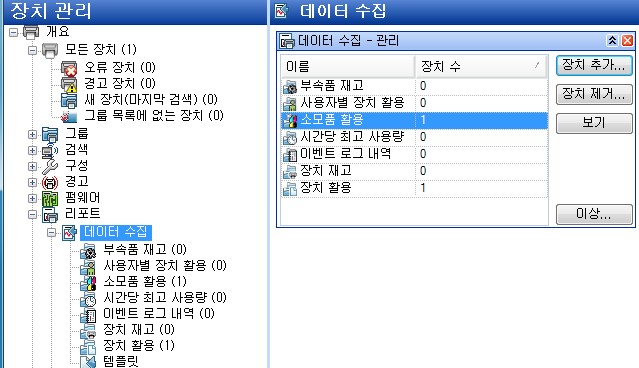 장치 관리
개요
모든 장치 (1)
오류 장치 (0)
경고 장치 (0)
새 장치(마지막 검색) (0)
그룹 목록에 없는 장치 (0)
그룹
검색
구성
경고
펌웨어
리포트
데이터 수집
부속품 재고 (0)
사용자별 장치 활용 (0)
소모품 활용 (1)
시간당 최고 사용량 (0)
이벤트 로그 내역 (0)
장치 재고 (0)
장치 활용 (1)
템플릿
데이터 수집
데이터 수집 - 관리
이름 장치 수
부속품 재고 0
사용자별 장치 활용 0
소모품 활용 1
시간당 최고 사용량 0
이벤트 로그 내역 0
장치 재고 0
장치 활용 1
장치 추가...
장치 제거...
보기
이상...